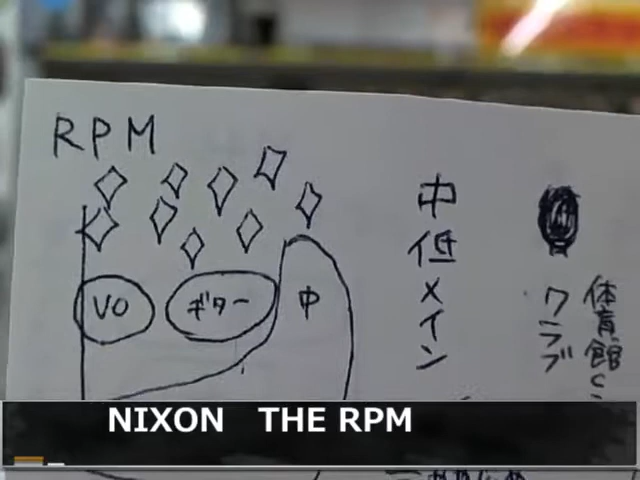 RPM
VO
ギター
中
中低メイン
クラブ
体育館
NIXON THE RPM